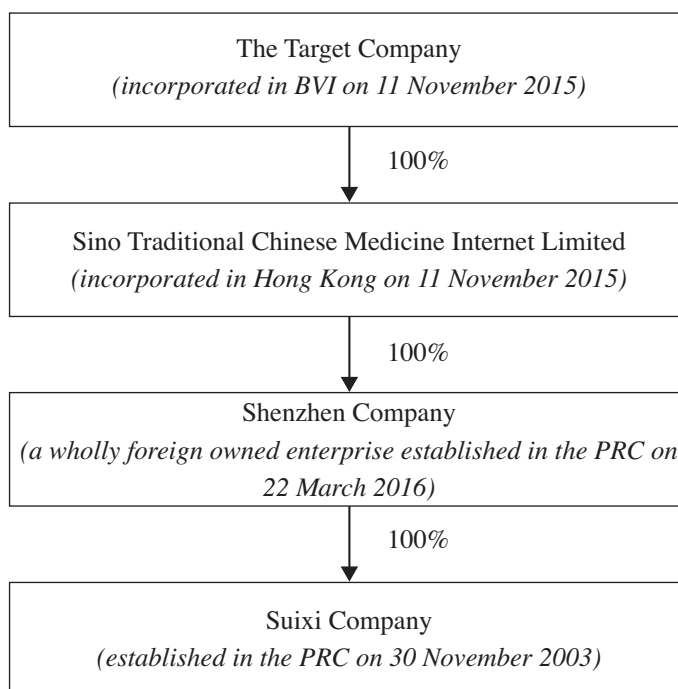 The Target Company
(incorporated in BVI on 11 November 2015)
100%
Sino Traditional Chinese Medicine Internet Limited
(incorporated in Hong Kong on 11 November 2015)
100%
Shenzhen Company
(a wholly foreign owned enterprise established in the PRC on
22 March 2016)
100%
Suixi Company
(established in the PRC on 30 November 2003)